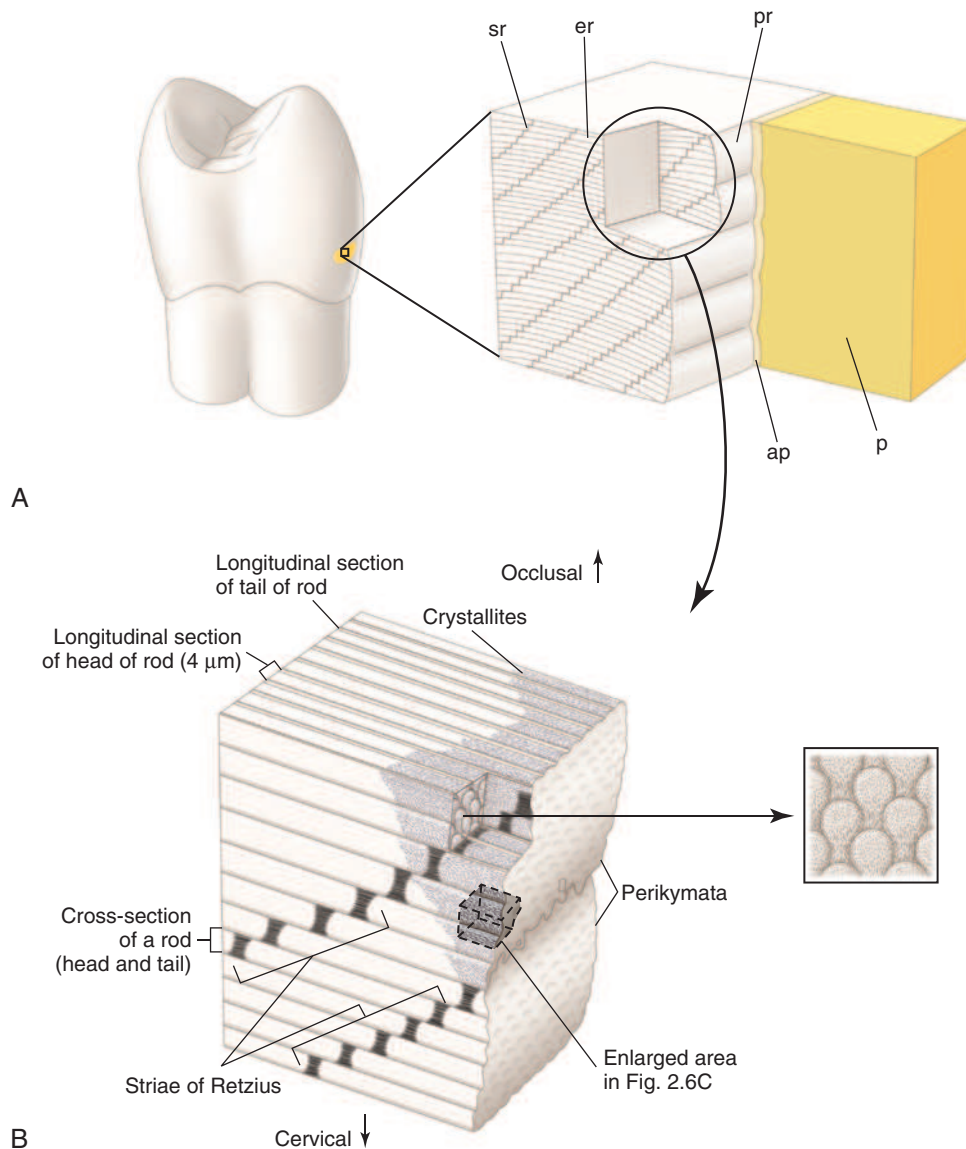 sr
er
pr
ap
p
A
Longitudinal section
of tail of rod
Occlusal
Crystallites
Longitudinal section
of head of rod (4 μm)
Perikymata
Cross-section
of a rod
(head and tail)
Enlarged area
in Fig. 2.6C
Striae of Retzius
Cervical
B